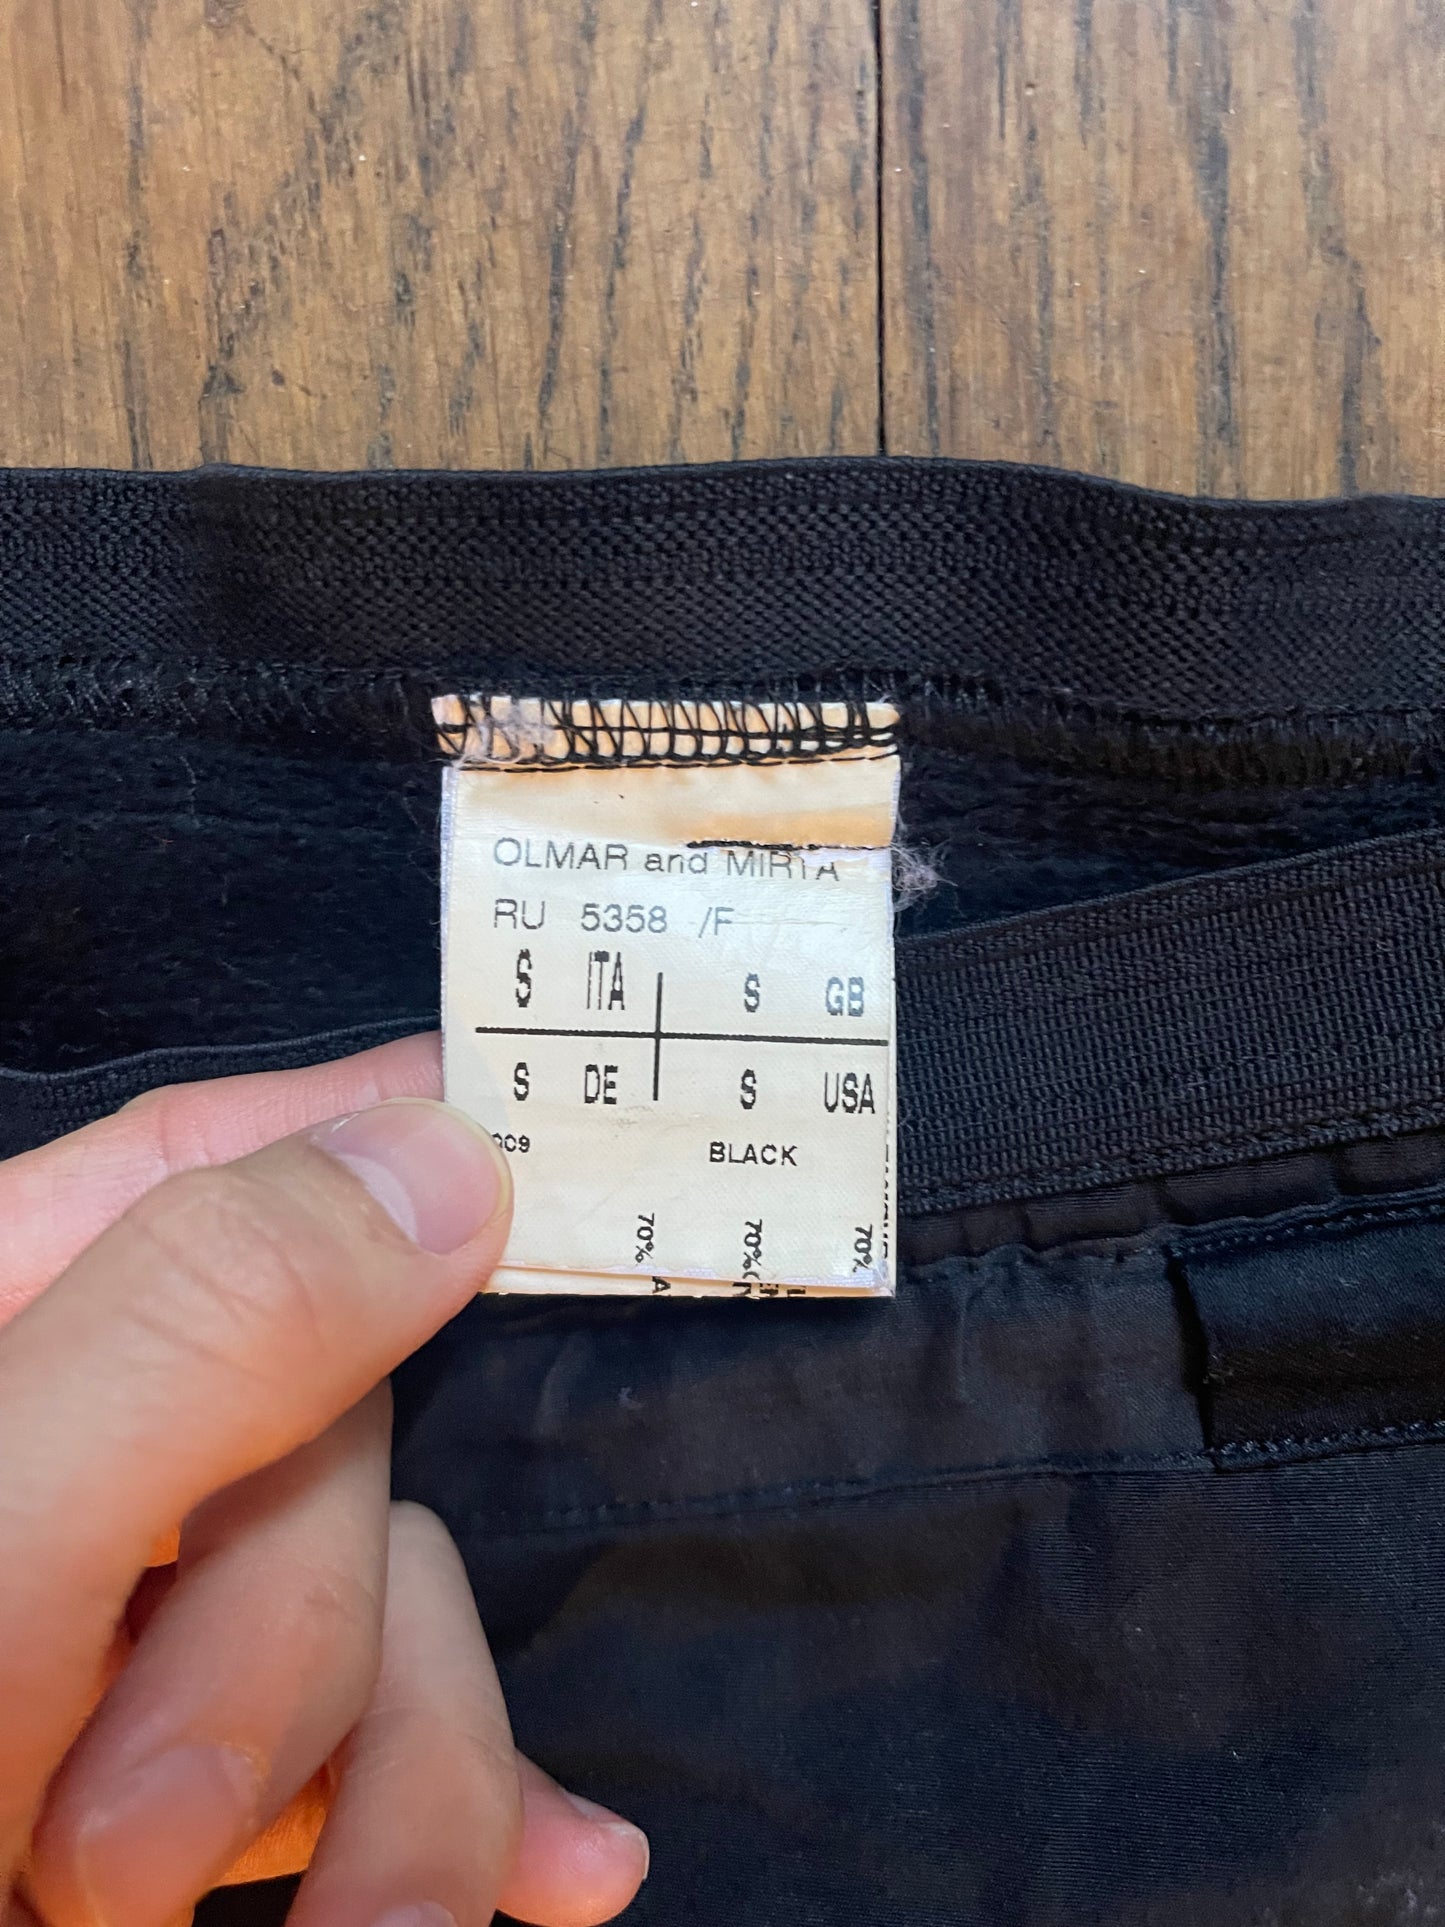 OLMAR and MIRTA
RU 5358 /F
S ITA S GB
S DE S USA
BLACK
70% 70% 70%